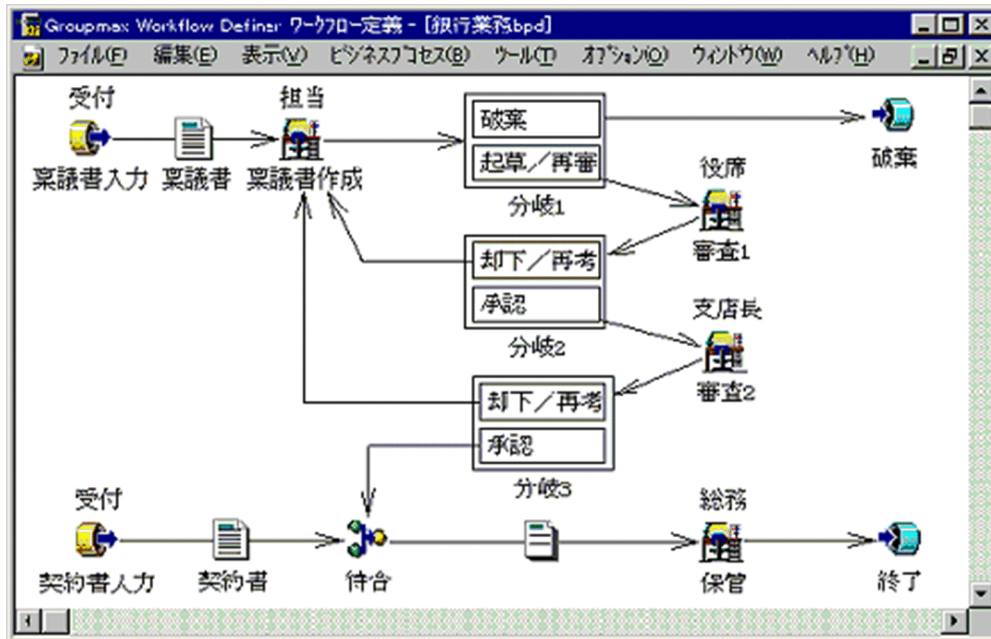 Groupmax Workflow Definer ワークフロー定義 - [銀行業務bpd]
ファイル(F) 編集(E) 表示(V) ビジネスプロセス(B) ツール(T) オプション(O) ウィンドウ(W) ヘルプ(H)
受付
担当
破棄
起草／再審
稟議書入力
稟議書
稟議書作成
分岐1
破棄
役席
審査1
却下／再考
承認
分岐2
支店長
審査2
却下／再考
承認
分岐3
受付
総務
契約書入力
契約書
待合
保管
終了